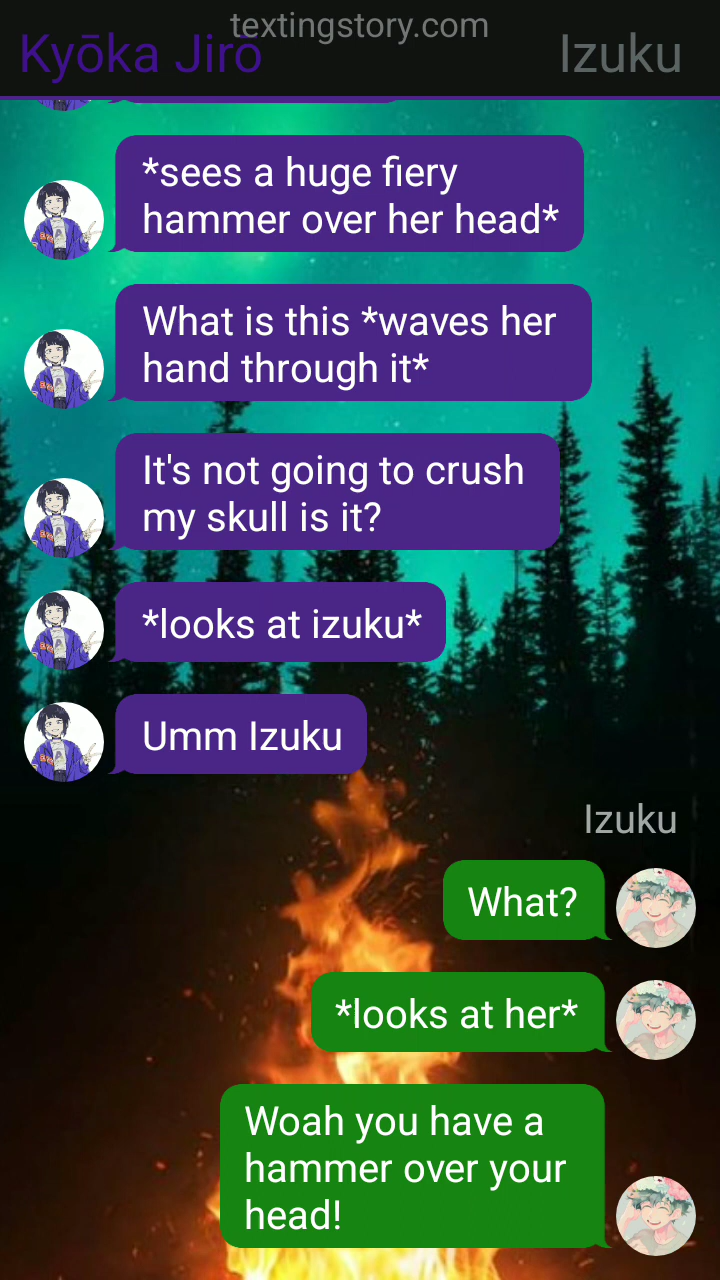 textingstory.com
Kyōka Jirō
Izuku
*sees a huge fiery
hammer over her head*
What is this *waves her
hand through it*
It's not going to crush
my skull is it?
*looks at izuku*
Umm Izuku
Izuku
What?
*looks at her*
Woah you have a
hammer over your
head!